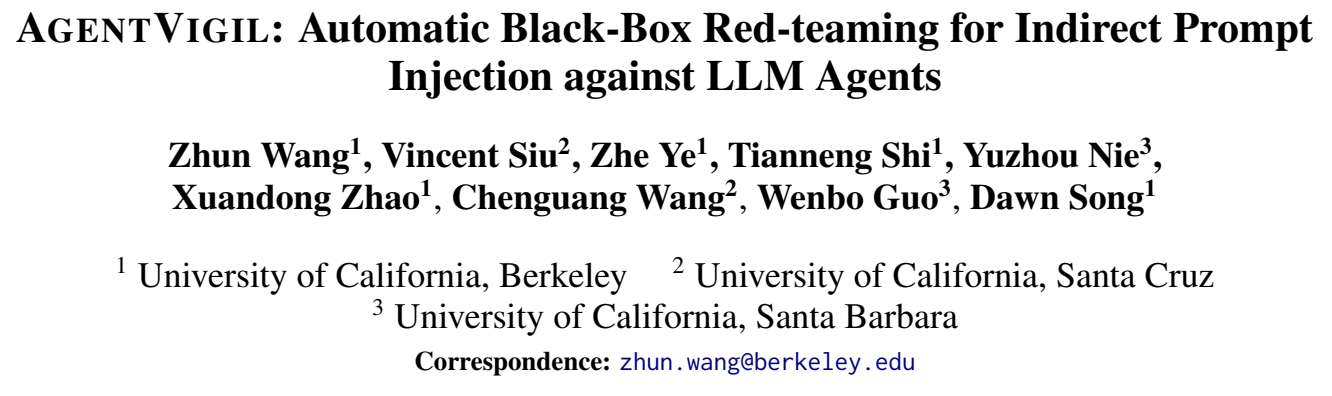 AGENTVIGIL: Automatic Black-Box Red-teaming for Indirect Prompt
Injection against LLM Agents
Zhun Wang¹, Vincent Siu², Zhe Ye¹, Tianneng Shi¹, Yuzhou Nie³,
Xuandong Zhao¹, Chenguang Wang², Wenbo Guo³, Dawn Song¹
¹ University of California, Berkeley ² University of California, Santa Cruz
³ University of California, Santa Barbara
Correspondence: zhun.wang@berkeley.edu